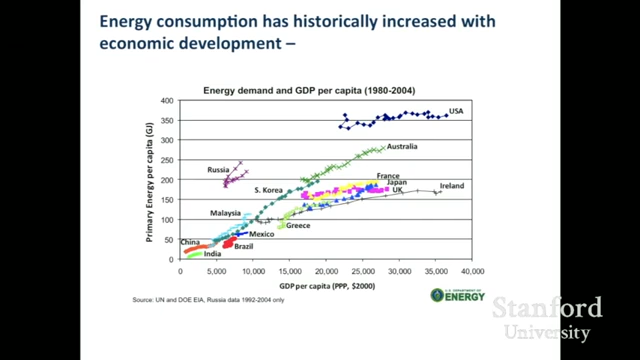 Energy consumption has historically increased with
economic development –
Energy demand and GDP per capita (1980-2004)
Primary Energy per capita (GJ)
400
350
300
250
200
150
100
50
0
USA
Australia
Russia
France
Japan
UK
Ireland
S. Korea
Malaysia
Greece
Mexico
China
Brazil
India
0 5,000 10,000 15,000 20,000 25,000 30,000 35,000 40,000
GDP per capita (PPP, $2000)
Source: UN and DOE EIA, Russia data 1992-2004 only
U.S. DEPARTMENT OF
ENERGY
Stanford
University